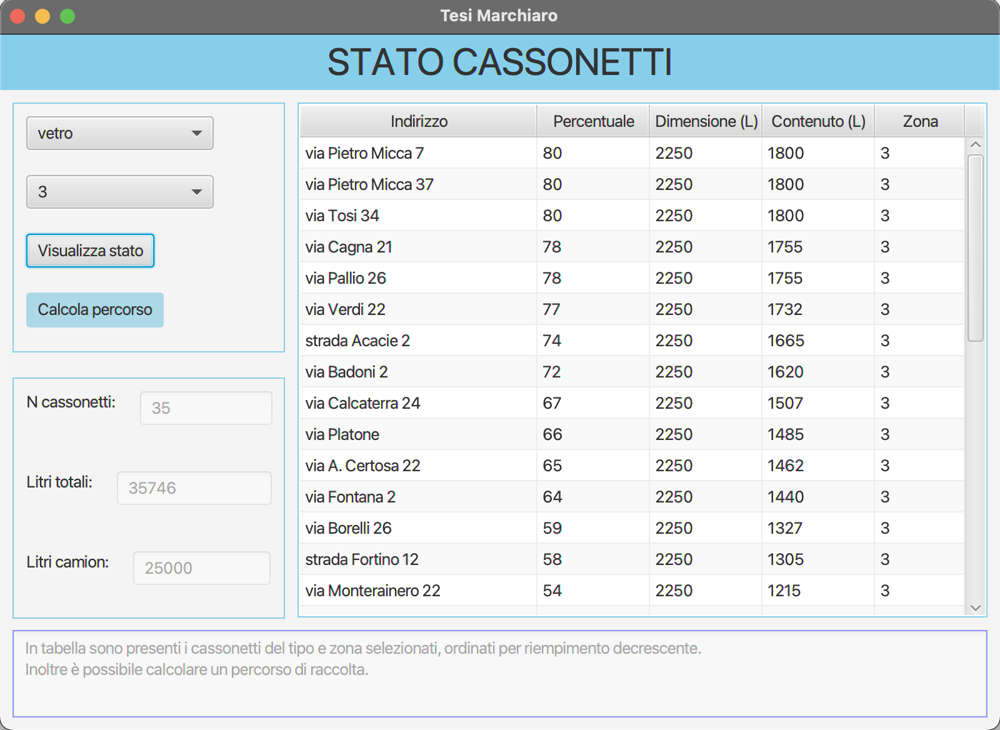 Tesi Marchiaro
STATO CASSONETTI
vetro
3
Visualizza stato
Calcola percorso
N cassonetti: 35
Litri totali: 35746
Litri camion: 25000
Indirizzo Percentuale Dimensione (L) Contenuto (L) Zona
via Pietro Micca 7 80 2250 1800 3
via Pietro Micca 37 80 2250 1800 3
via Tosi 34 80 2250 1800 3
via Cagna 21 78 2250 1755 3
via Pallio 26 78 2250 1755 3
via Verdi 22 77 2250 1732 3
strada Acacie 2 74 2250 1665 3
via Badoni 2 72 2250 1620 3
via Calcaterra 24 67 2250 1507 3
via Platone 66 2250 1485 3
via A. Certosa 22 65 2250 1462 3
via Fontana 2 64 2250 1440 3
via Borelli 26 59 2250 1327 3
strada Fortino 12 58 2250 1305 3
via Monterainero 22 54 2250 1215 3
In tabella sono presenti i cassonetti del tipo e zona selezionati, ordinati per riempimento decrescente.
Inoltre è possibile calcolare un percorso di raccolta.